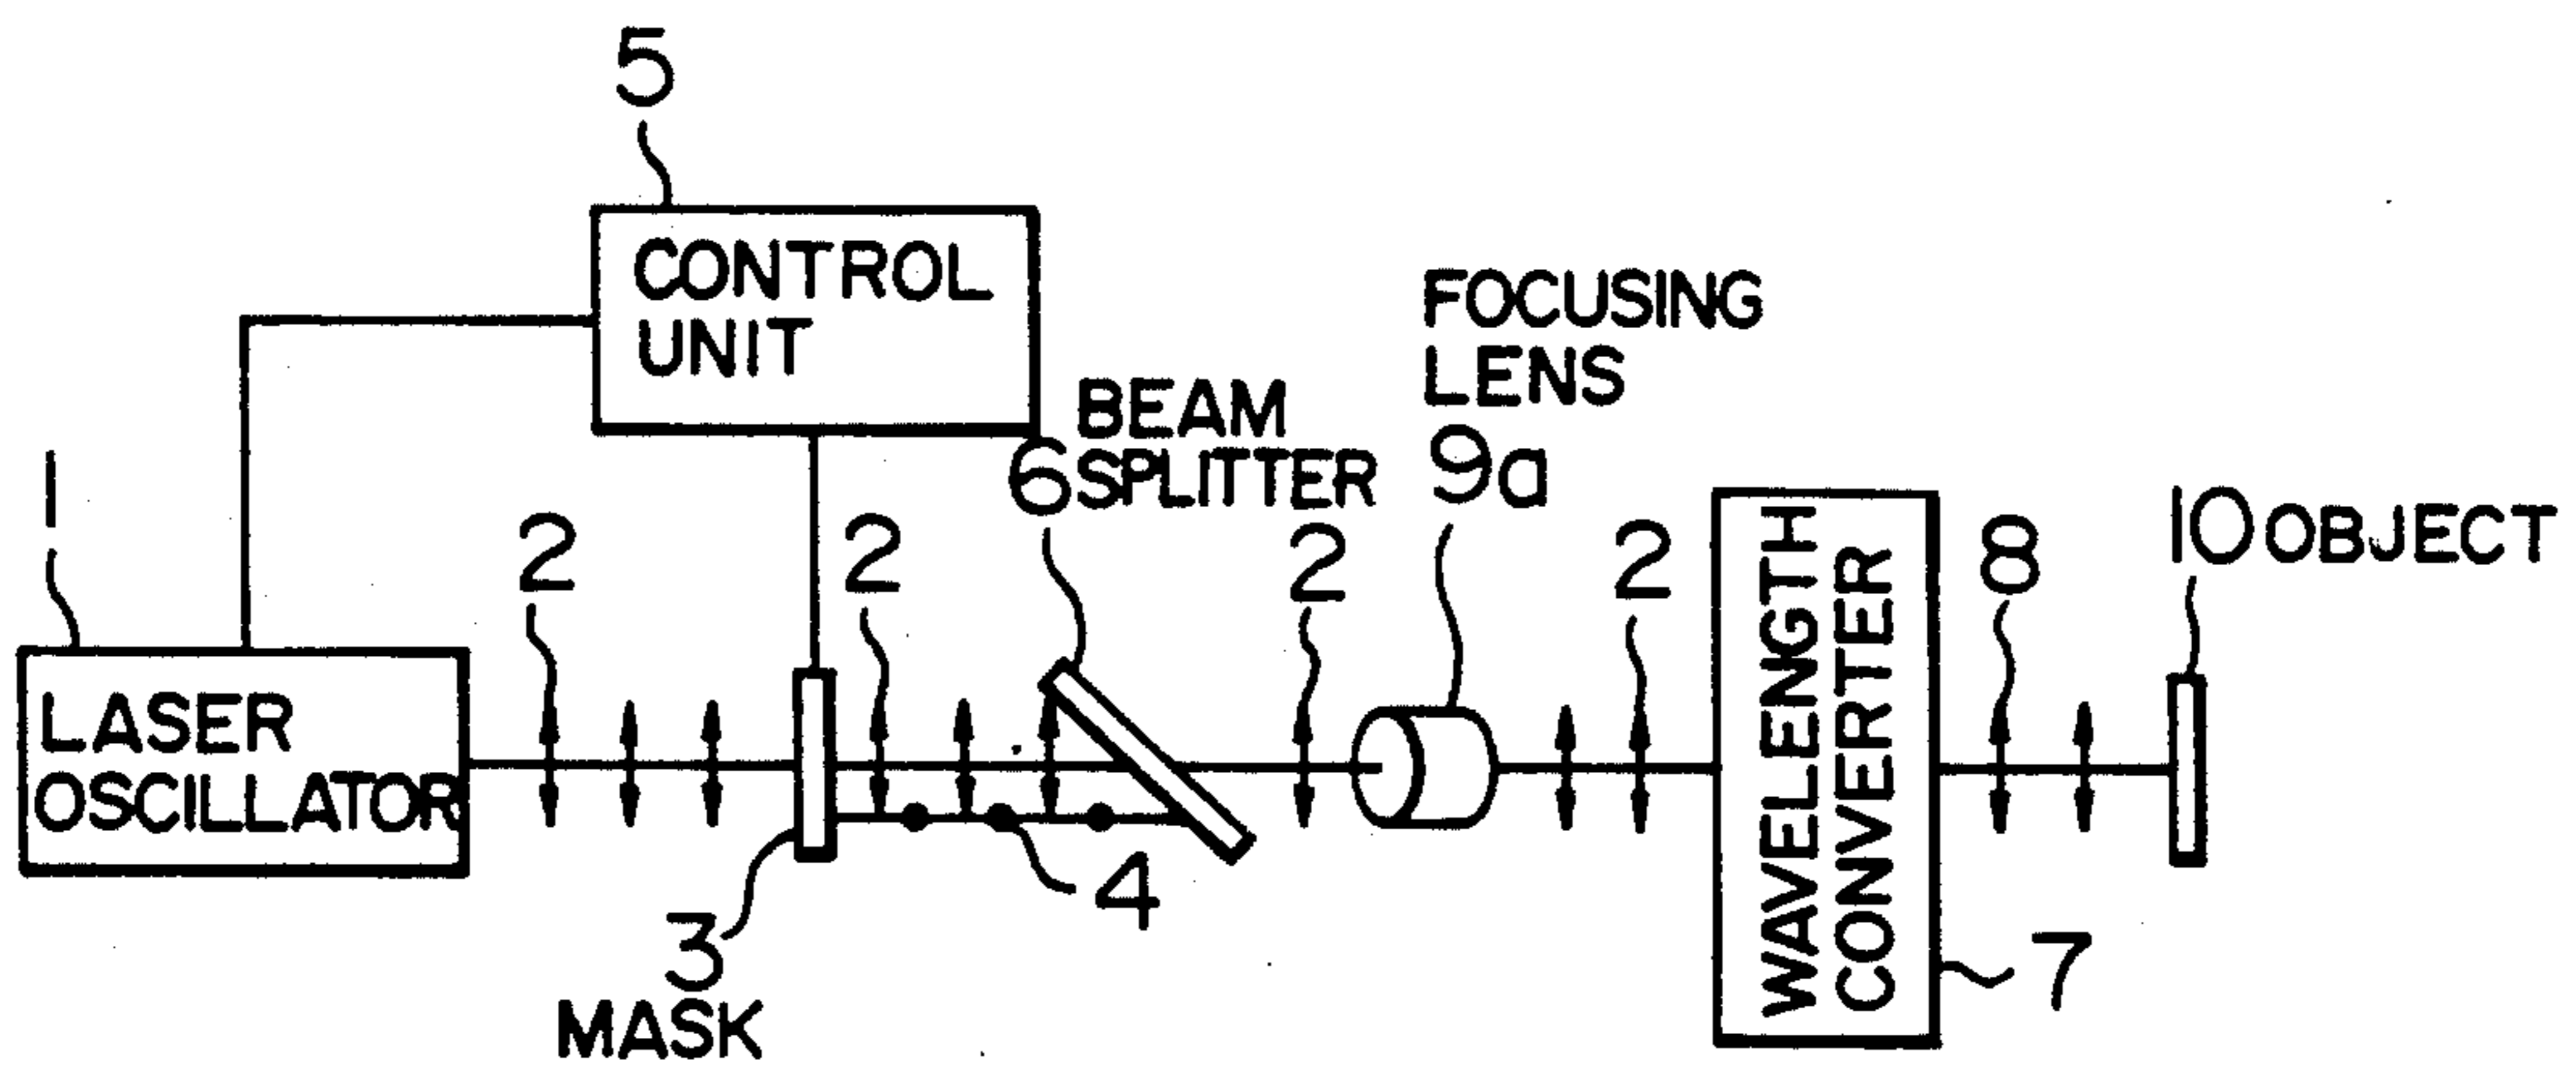 5
CONTROL
UNIT
FOCUSING
LENS
9a
BEAM
6 SPLITTER
1
2
2
2
2
8
10 OBJECT
LASER
OSCILLATOR
WAVELENGTH
CONVERTER
4
3
MASK
7